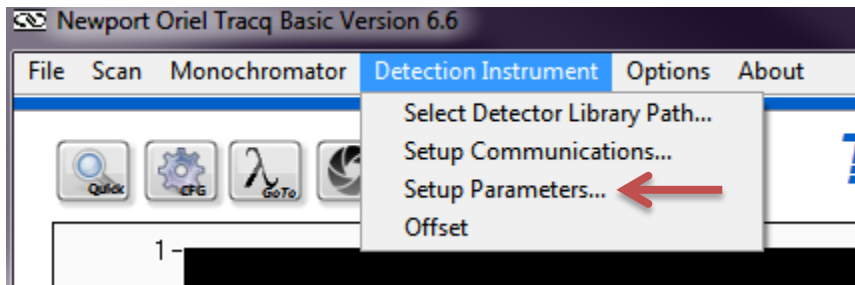 Newport Oriel Tracq Basic Version 6.6
File Scan Monochromator Detection Instrument Options About
Select Detector Library Path...
Setup Communications...
Setup Parameters...
Offset
Quick CFG λ GoTo
1